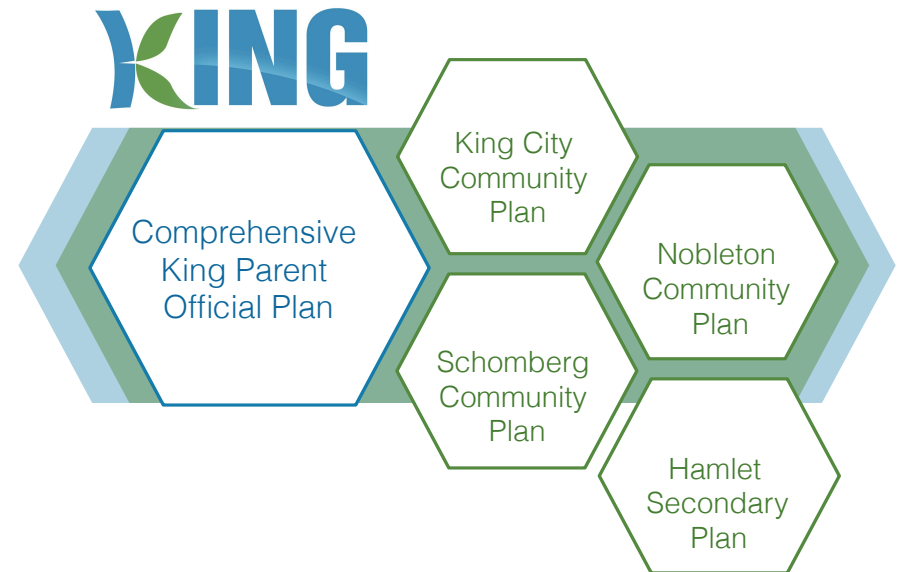 KING
Comprehensive
King Parent
Official Plan
King City
Community
Plan
Nobleton
Community
Plan
Schomberg
Community
Plan
Hamlet
Secondary
Plan